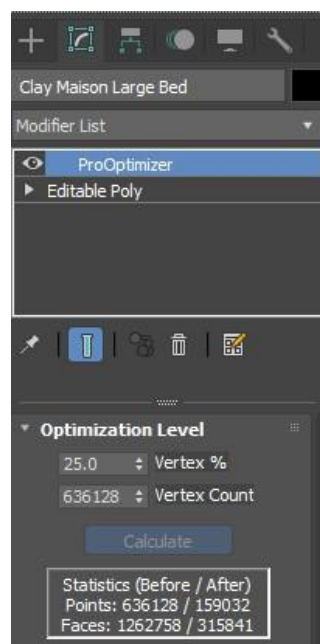 Clay Maison Large Bed
Modifier List
ProOptimizer
Editable Poly
Optimization Level
25.0 Vertex %
636128 Vertex Count
Calculate
Statistics (Before / After)
Points: 636128 / 159032
Faces: 1262758 / 315841